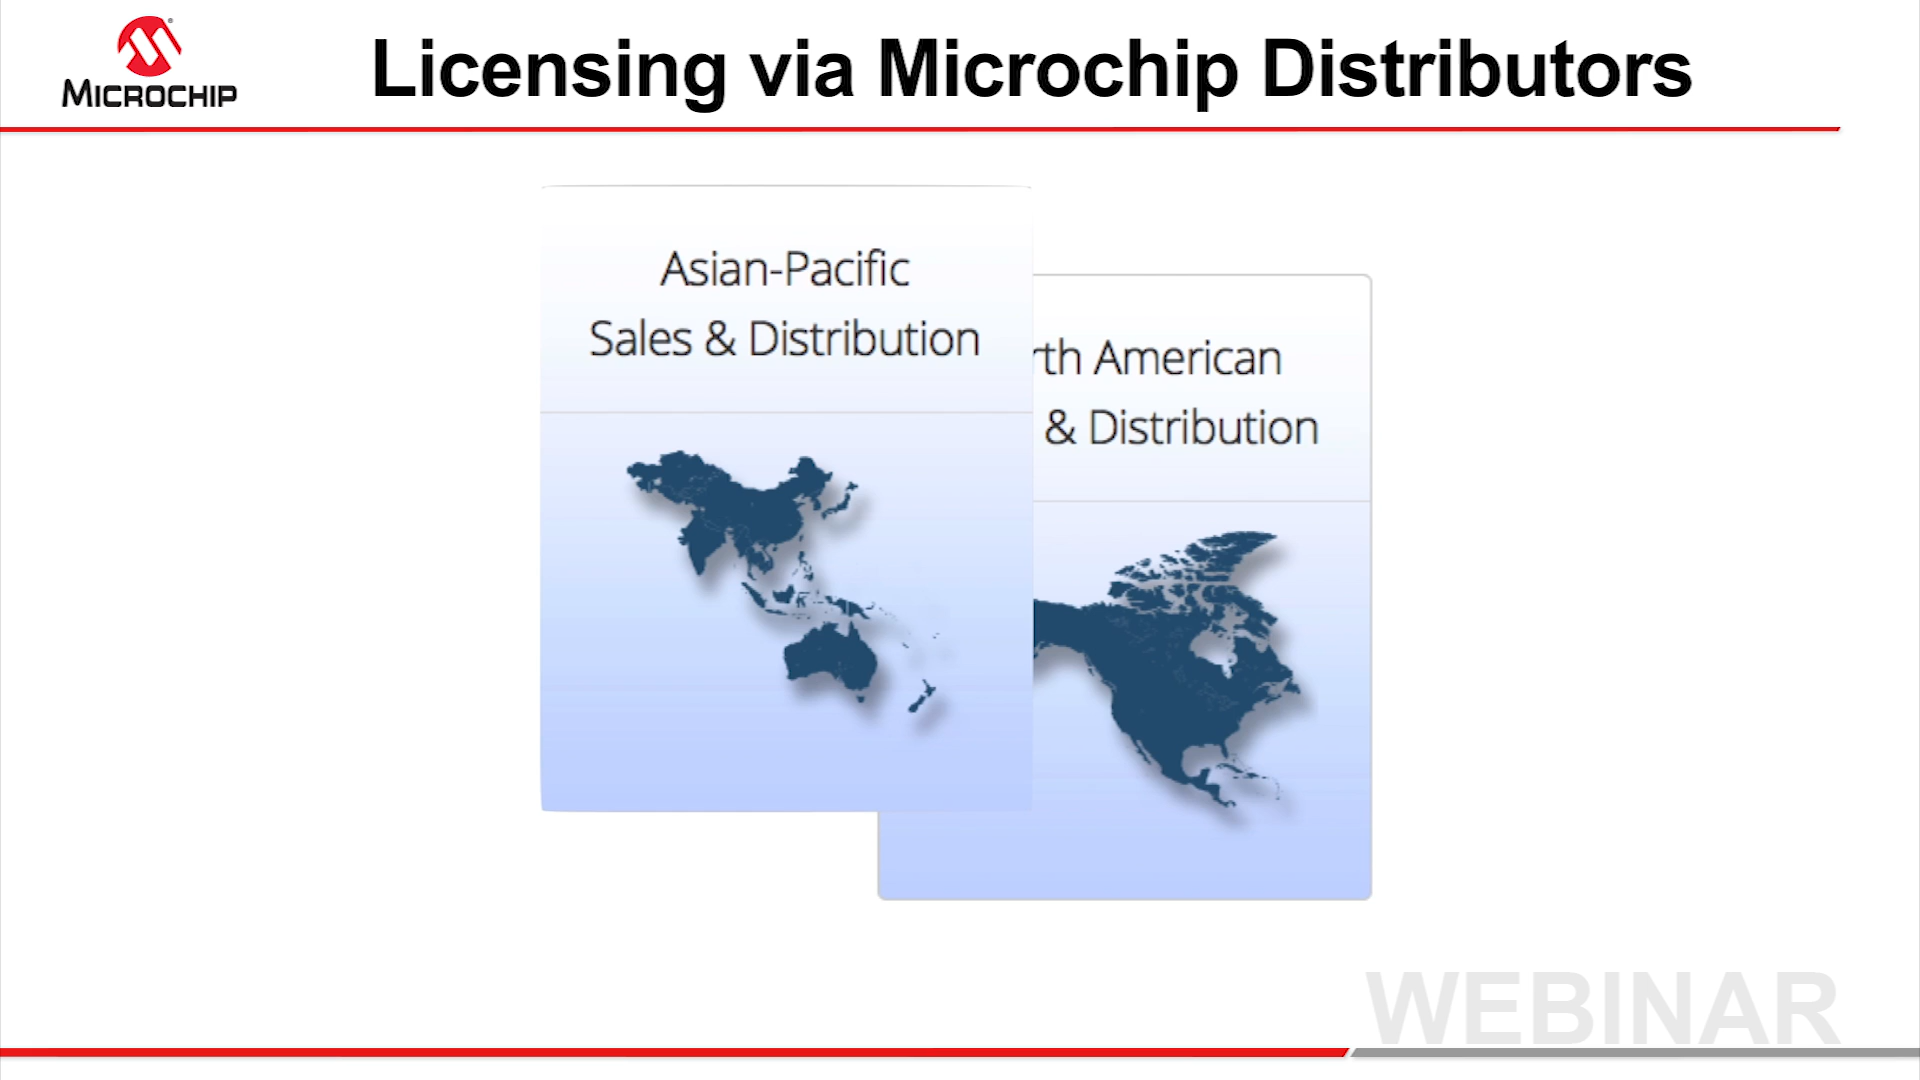 MICROCHIP
Licensing via Microchip Distributors
Asian-Pacific
Sales & Distribution
rth American
& Distribution
WEBINAR